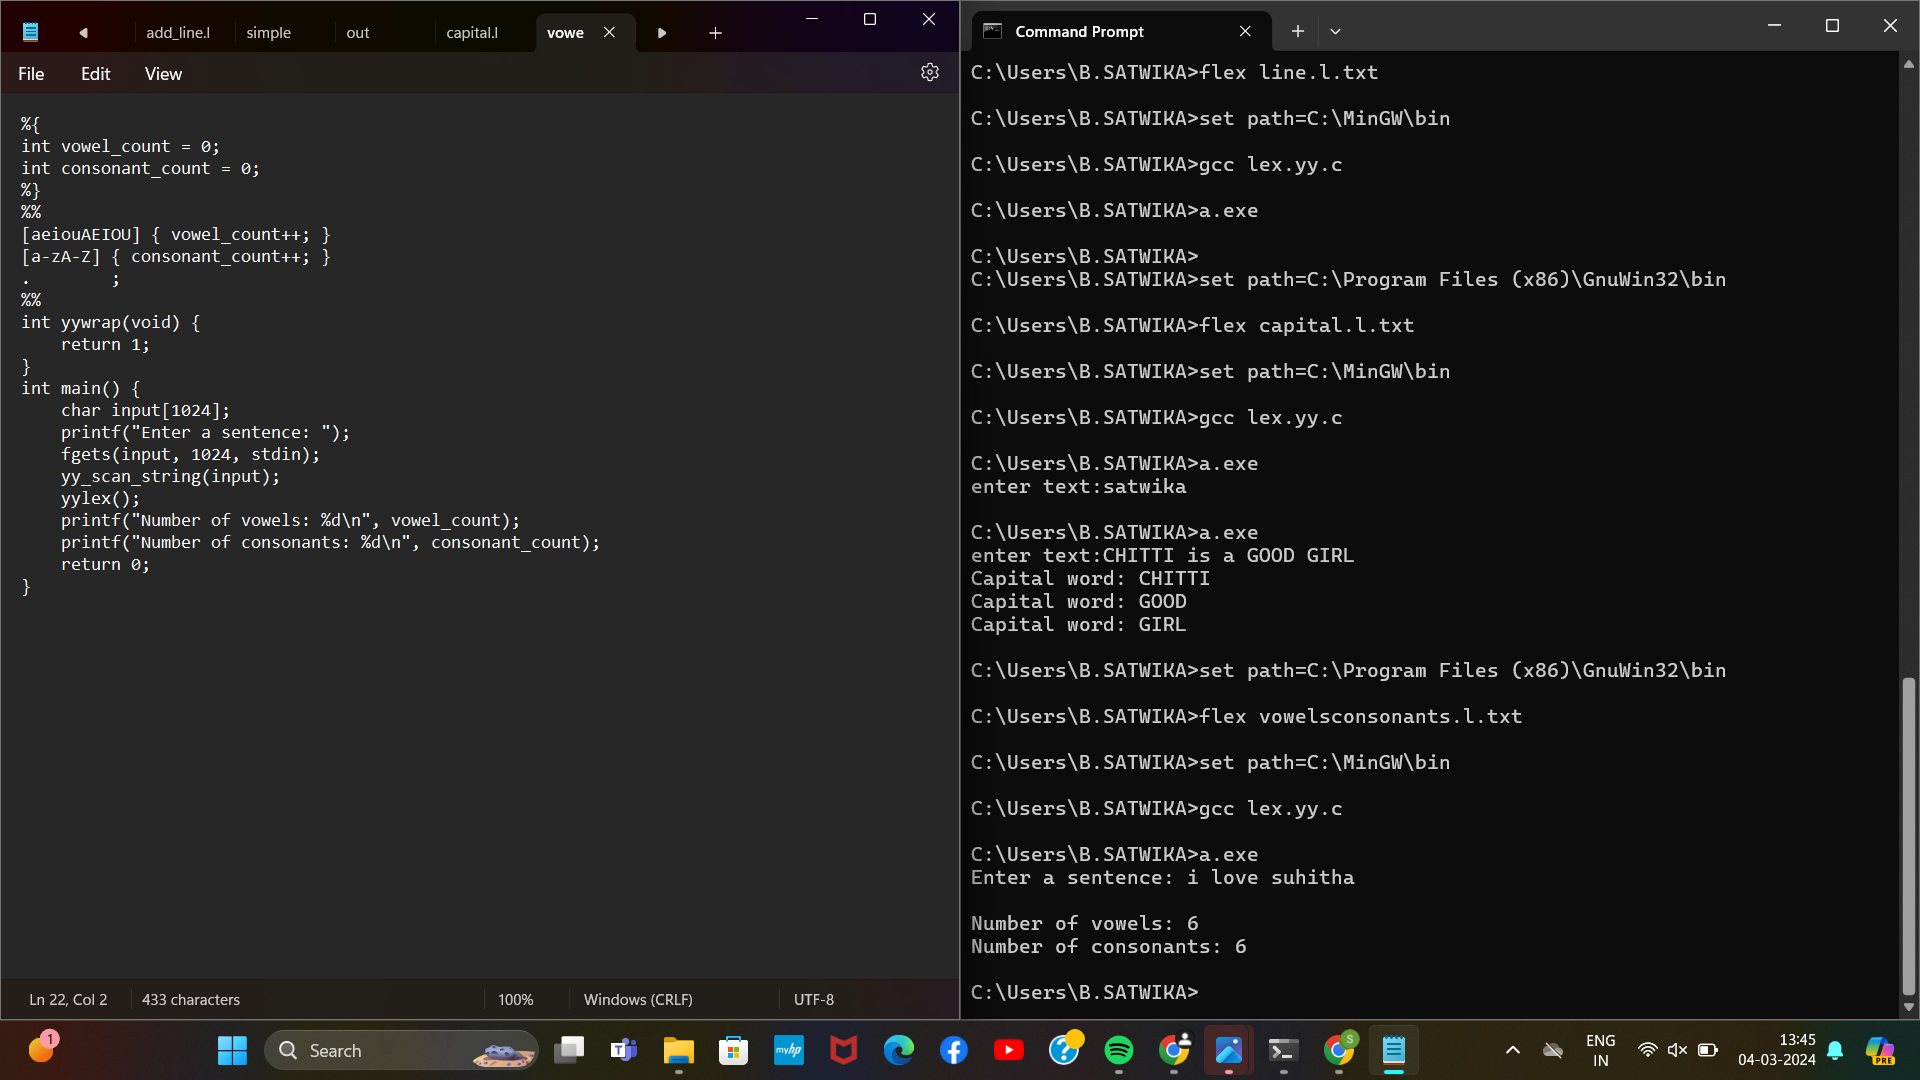 add_line.l simple out capital.l vowe
File Edit View
%{
int vowel_count = 0;
int consonant_count = 0;
%}
%%
[aeiouAEIOU] { vowel_count++; }
[a-zA-Z] { consonant_count++; }
.        ;
%%
int yywrap(void) {
    return 1;
}
int main() {
    char input[1024];
    printf("Enter a sentence: ");
    fgets(input, 1024, stdin);
    yy_scan_string(input);
    yylex();
    printf("Number of vowels: %d\n", vowel_count);
    printf("Number of consonants: %d\n", consonant_count);
    return 0;
}
Ln 22, Col 2 433 characters 100% Windows (CRLF) UTF-8
Command Prompt
C:\Users\B.SATWIKA>flex line.l.txt
C:\Users\B.SATWIKA>set path=C:\MinGW\bin
C:\Users\B.SATWIKA>gcc lex.yy.c
C:\Users\B.SATWIKA>a.exe
C:\Users\B.SATWIKA>
C:\Users\B.SATWIKA>set path=C:\Program Files (x86)\GnuWin32\bin
C:\Users\B.SATWIKA>flex capital.l.txt
C:\Users\B.SATWIKA>set path=C:\MinGW\bin
C:\Users\B.SATWIKA>gcc lex.yy.c
C:\Users\B.SATWIKA>a.exe
enter text:satwika
C:\Users\B.SATWIKA>a.exe
enter text:CHITTI is a GOOD GIRL
Capital word: CHITTI
Capital word: GOOD
Capital word: GIRL
C:\Users\B.SATWIKA>set path=C:\Program Files (x86)\GnuWin32\bin
C:\Users\B.SATWIKA>flex vowelsconsonants.l.txt
C:\Users\B.SATWIKA>set path=C:\MinGW\bin
C:\Users\B.SATWIKA>gcc lex.yy.c
C:\Users\B.SATWIKA>a.exe
Enter a sentence: i love suhitha
Number of vowels: 6
Number of consonants: 6
C:\Users\B.SATWIKA>
1
Search
myhp
S
ENG
IN
13:45
04-03-2024
PRE